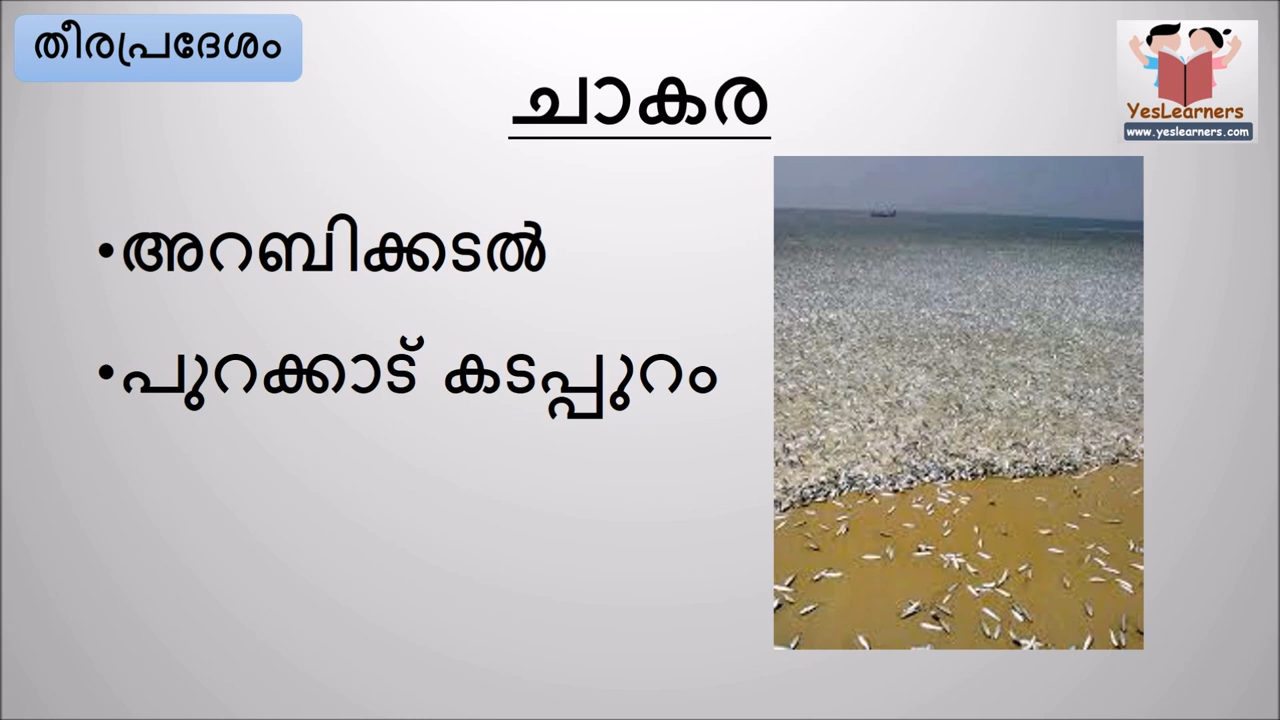 തീരപ്രദേശം
ചാകര
YesLearners
www.yeslearners.com
•അറബിക്കടൽ
•പുറക്കാട് കടപ്പുറം